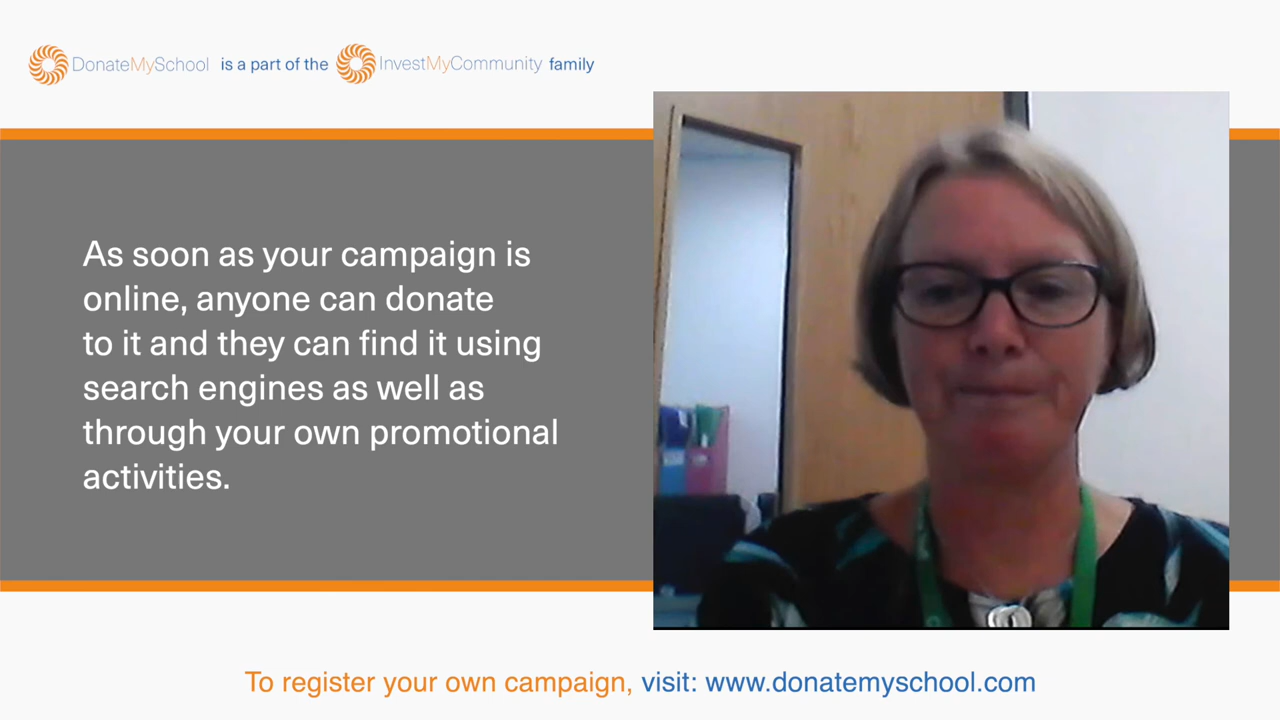 DonateMySchool is a part of the InvestMyCommunity family
As soon as your campaign is
online, anyone can donate
to it and they can find it using
search engines as well as
through your own promotional
activities.
To register your own campaign, visit: www.donatemyschool.com